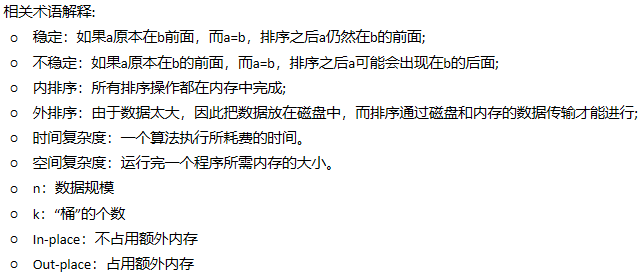 相关术语解释:
○ 稳定：如果a原本在b前面，而a=b，排序之后a仍然在b的前面;
○ 不稳定：如果a原本在b的前面，而a=b，排序之后a可能会出现在b的后面;
○ 内排序：所有排序操作都在内存中完成;
○ 外排序：由于数据太大，因此把数据放在磁盘中，而排序通过磁盘和内存的数据传输才能进行;
○ 时间复杂度：一个算法执行所耗费的时间。
○ 空间复杂度：运行完一个程序所需内存的大小。
○ n：数据规模
○ k：“桶”的个数
○ In-place：不占用额外内存
○ Out-place：占用额外内存